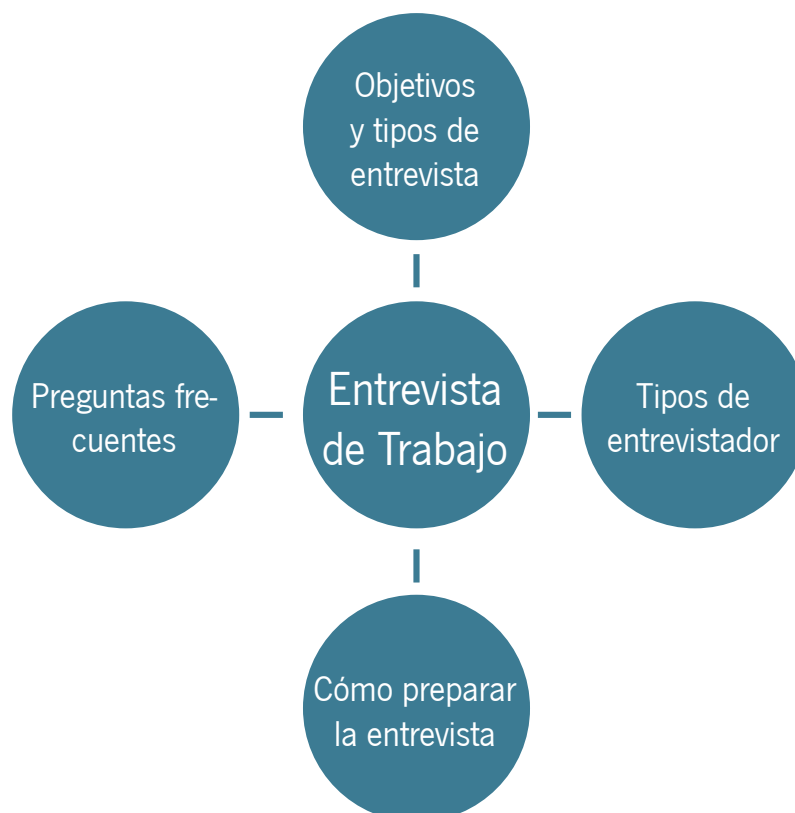 Objetivos
y tipos de
entrevista
Preguntas fre-
cuentes
Entrevista
de Trabajo
Tipos de
entrevistador
Cómo preparar
la entrevista